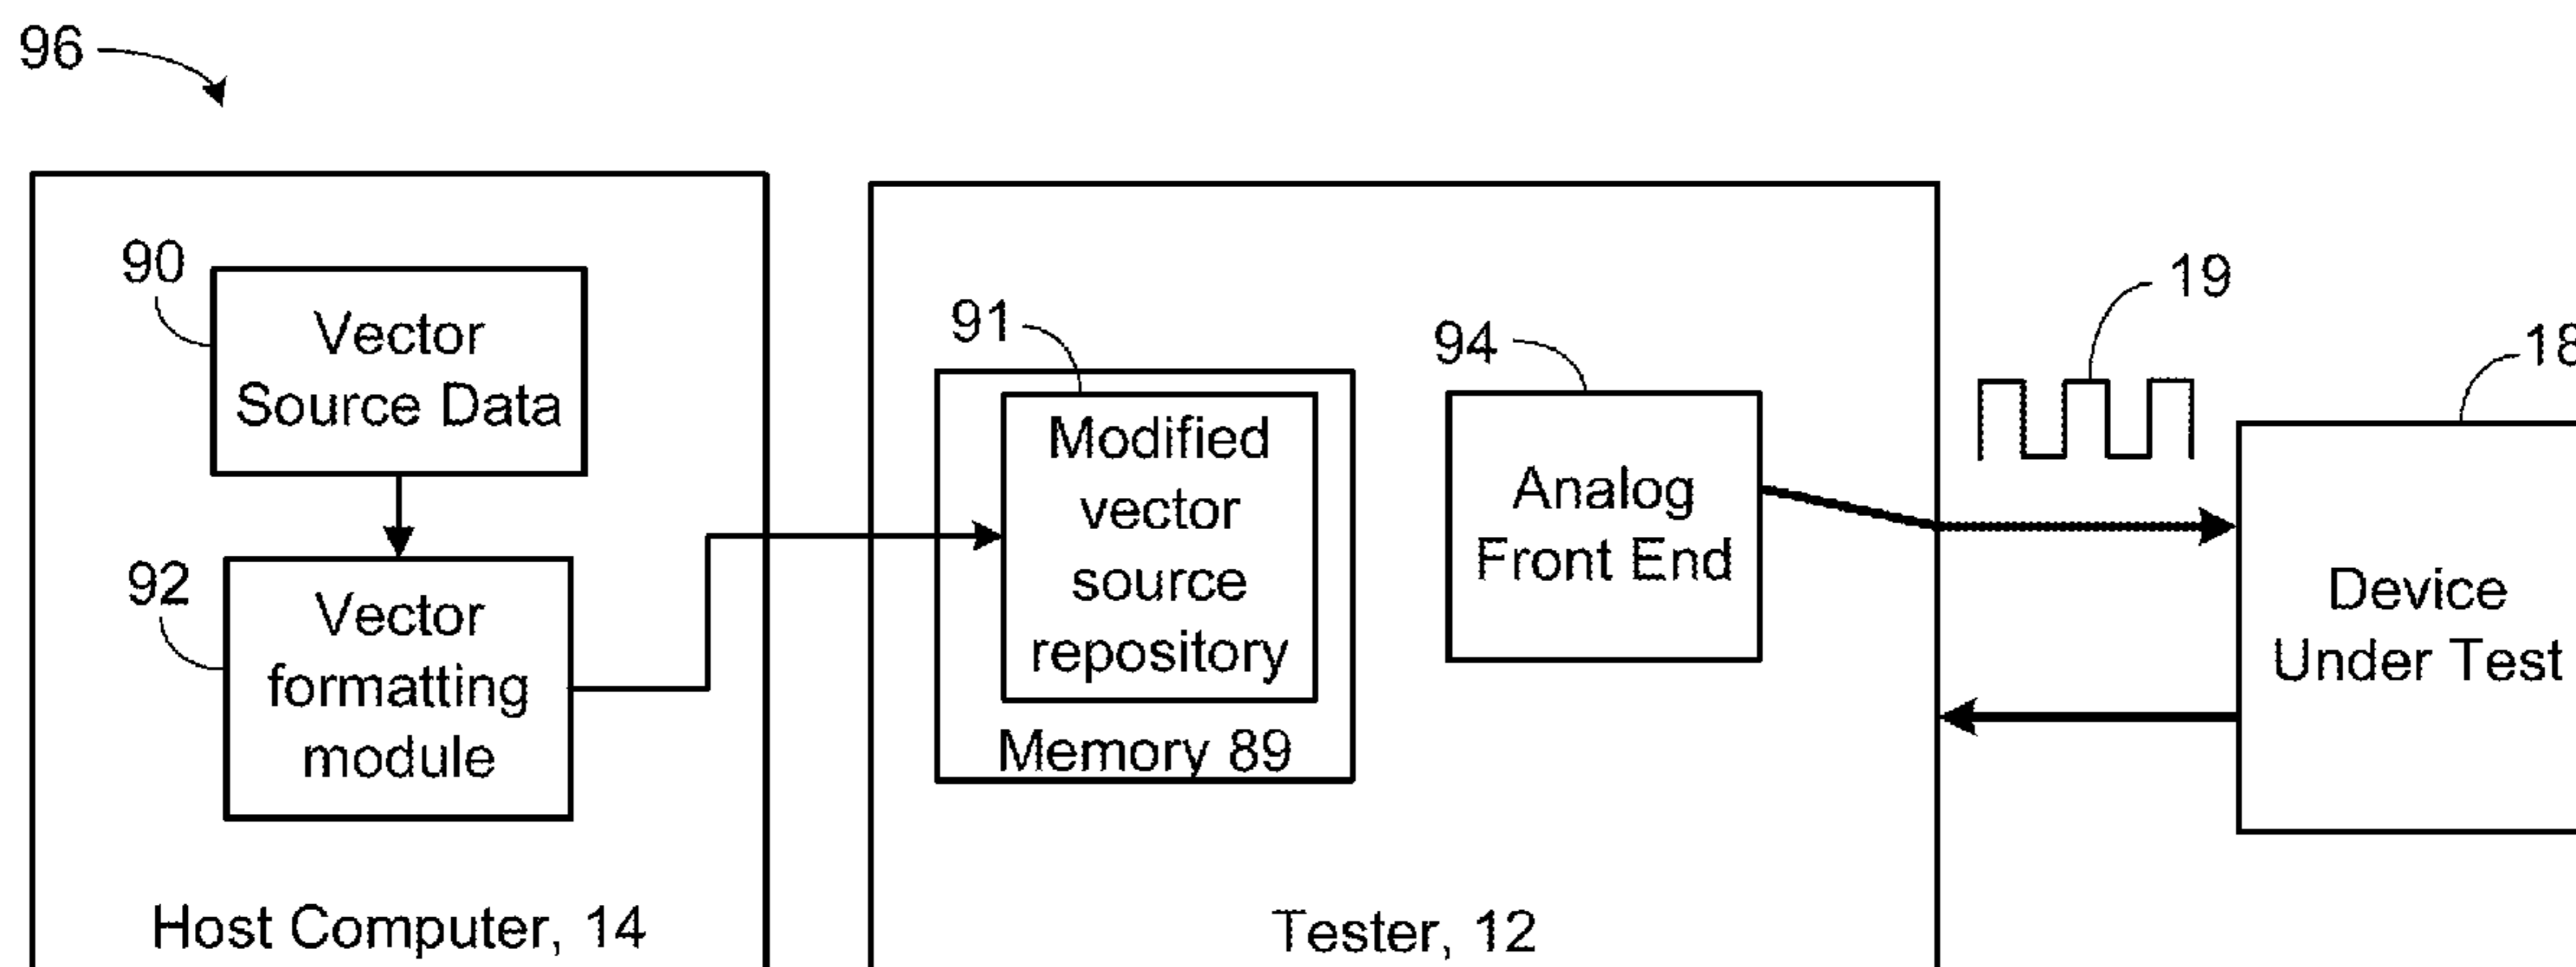 96
90
Vector
Source Data
92
Vector
formatting
module
Host Computer, 14
91
Modified
vector
source
repository
Memory 89
94
Analog
Front End
Tester, 12
19
18
Device
Under Test